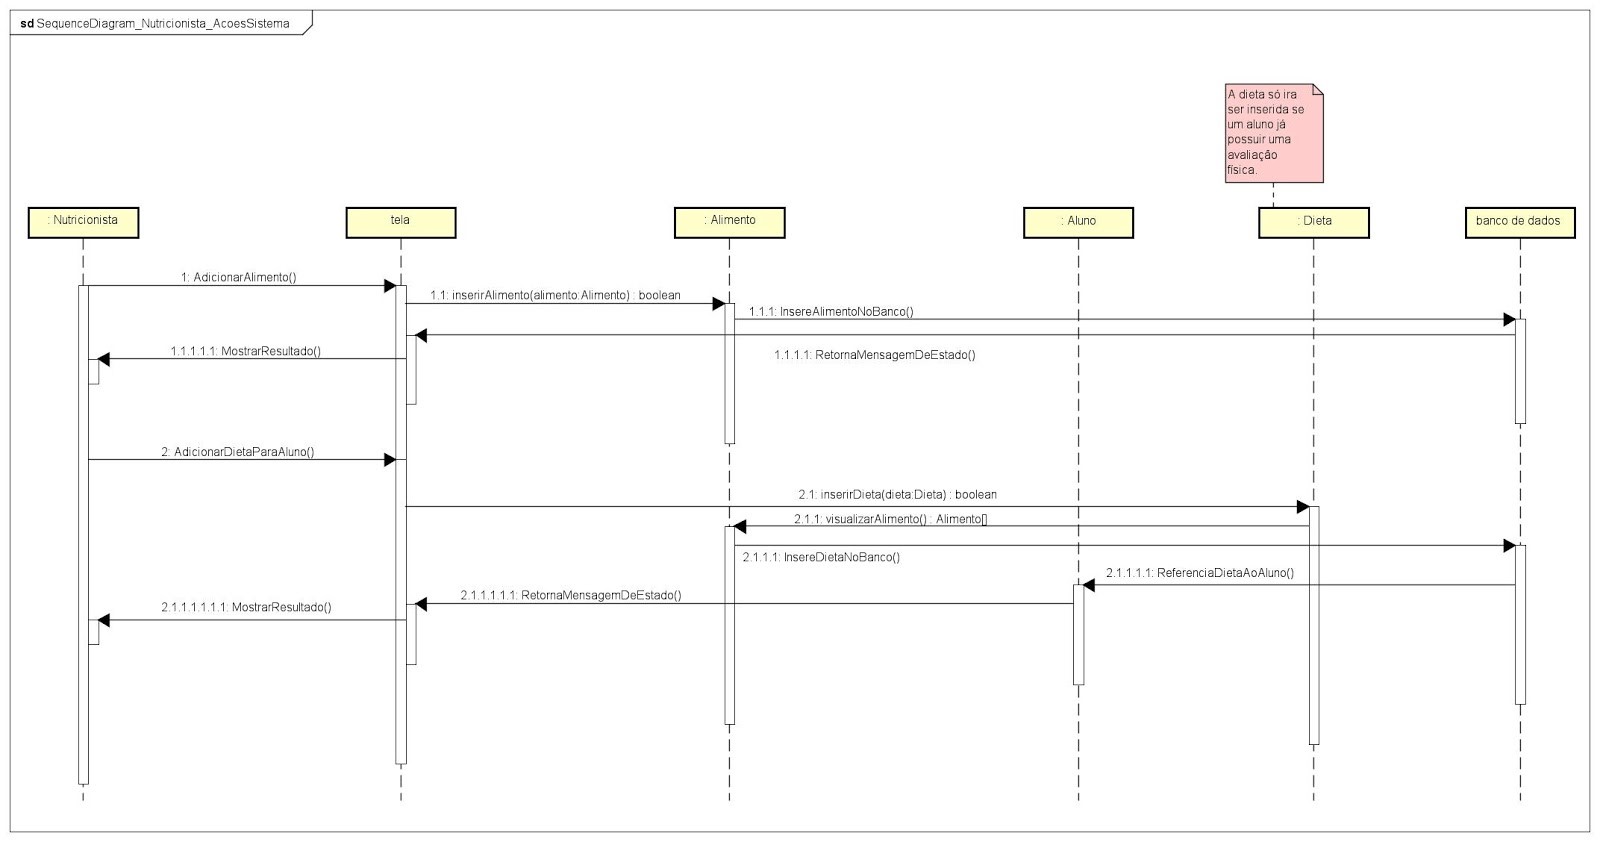 sd SequenceDiagram_Nutricionista_AcoesSistema
A dieta só ira
ser inserida se
um aluno já
possuir uma
avaliação
física.
: Nutricionista
tela
: Alimento
: Aluno
: Dieta
banco de dados
1: AdicionarAlimento()
1.1: inserirAlimento(alimento:Alimento) : boolean
1.1.1: InsereAlimentoNoBanco()
1.1.1.1: RetornaMensagemDeEstado()
1.1.1.1.1: MostrarResultado()
2: AdicionarDietaParaAluno()
2.1: inserirDieta(dieta:Dieta) : boolean
2.1.1: visualizarAlimento() : Alimento[]
2.1.1.1: InsereDietaNoBanco()
2.1.1.1.1: ReferenciaDietaAoAluno()
2.1.1.1.1.1: RetornaMensagemDeEstado()
2.1.1.1.1.1.1: MostrarResultado()